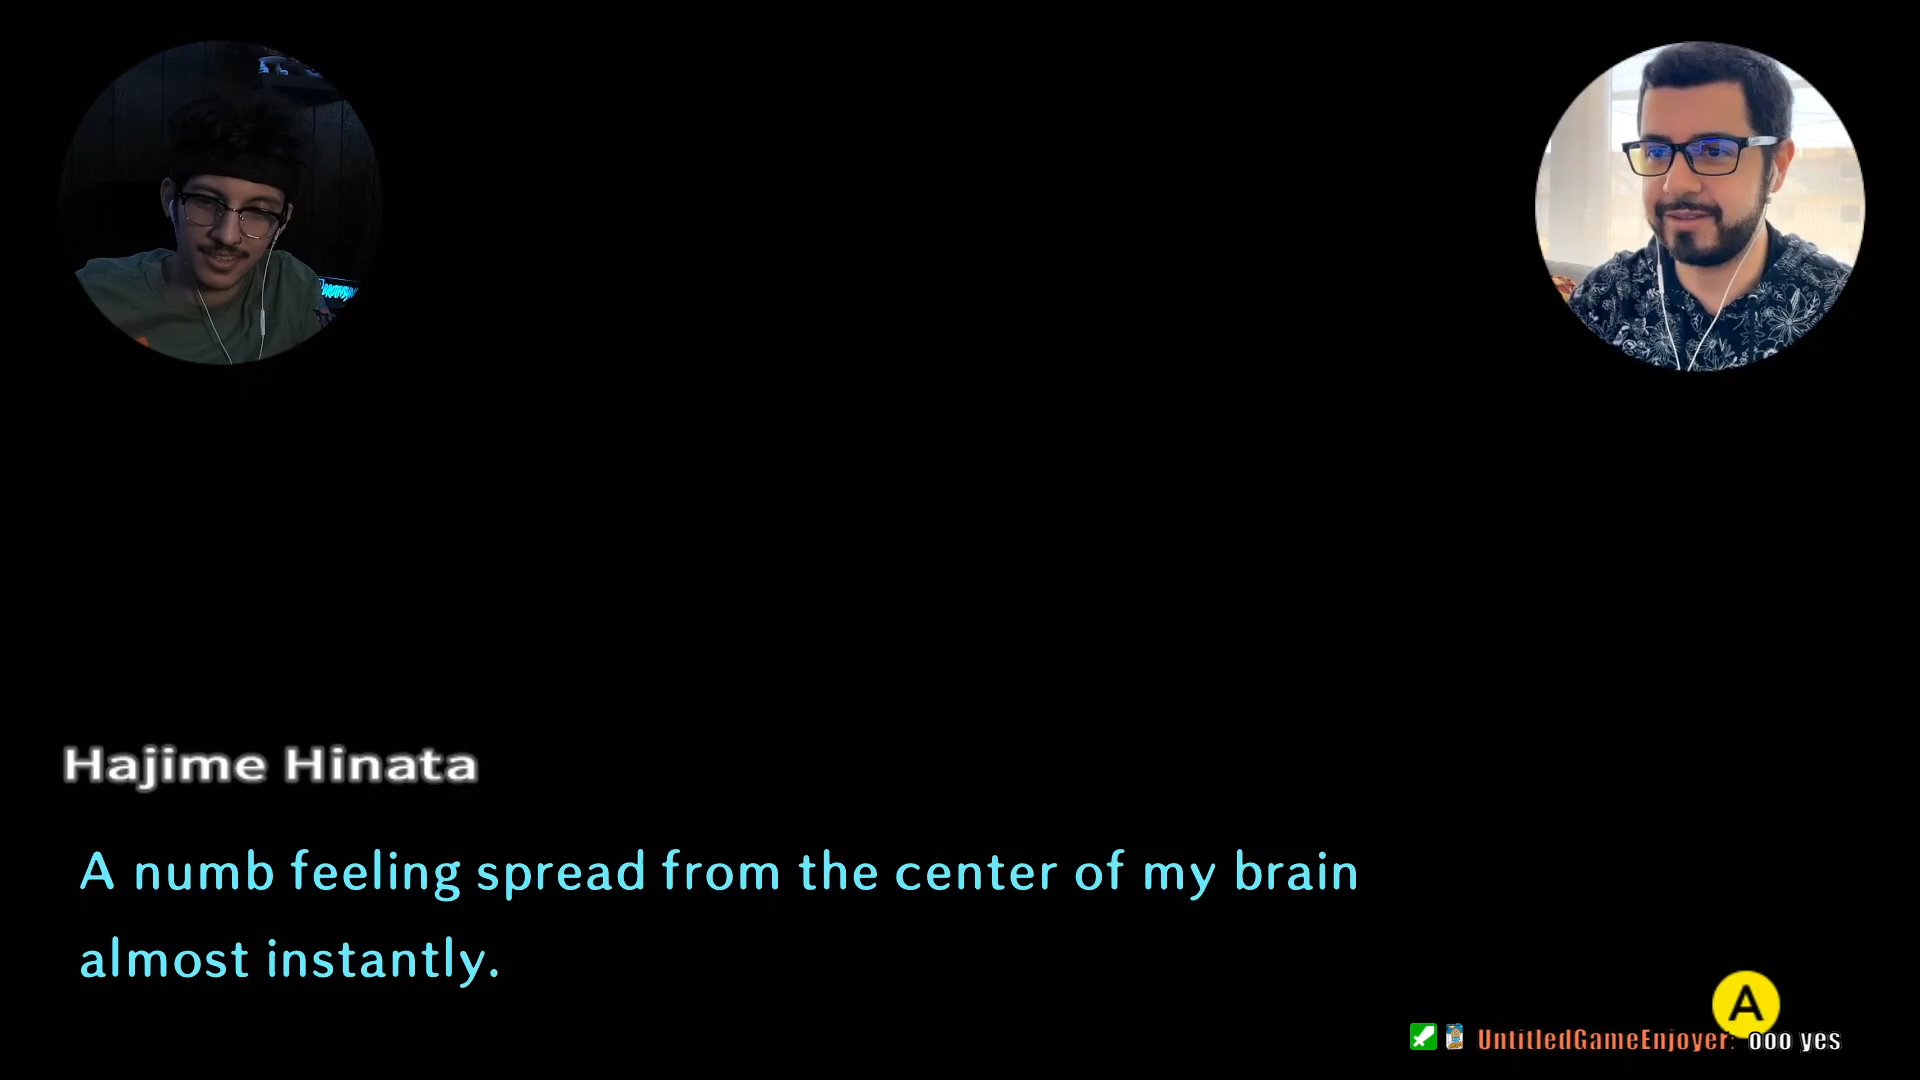 Hajime Hinata
A numb feeling spread from the center of my brain
almost instantly.
A
UntitledGameEnjoyer: ooo yes